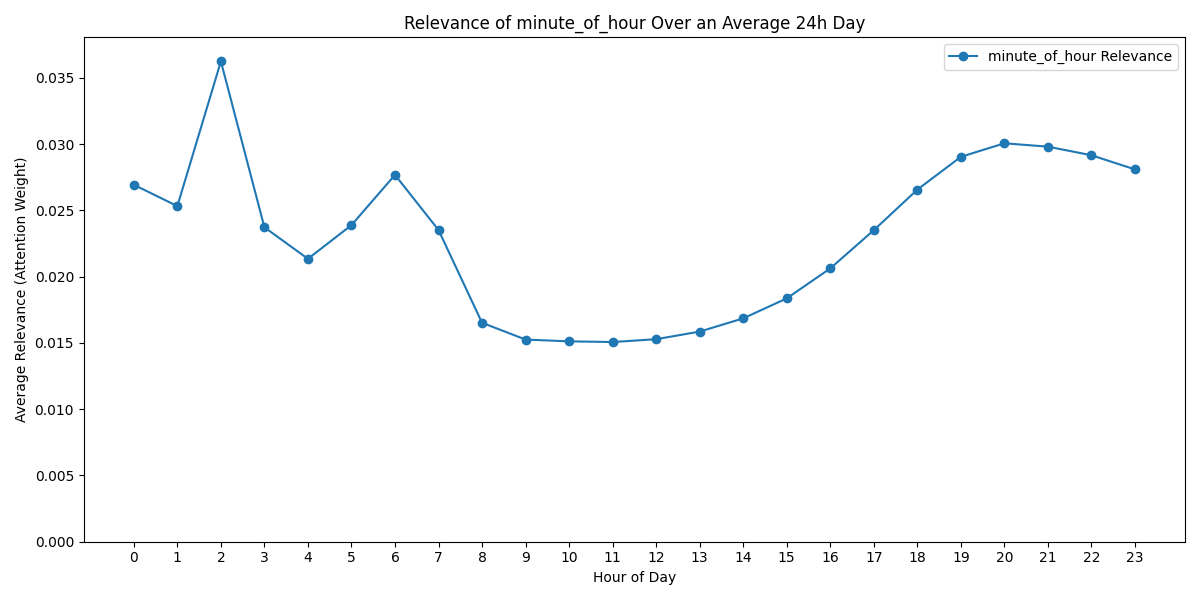 Relevance of minute_of_hour Over an Average 24h Day
minute_of_hour Relevance
Average Relevance (Attention Weight)
0.035
0.030
0.025
0.020
0.015
0.010
0.005
0.000
0 1 2 3 4 5 6 7 8 9 10 11 12 13 14 15 16 17 18 19 20 21 22 23
Hour of Day